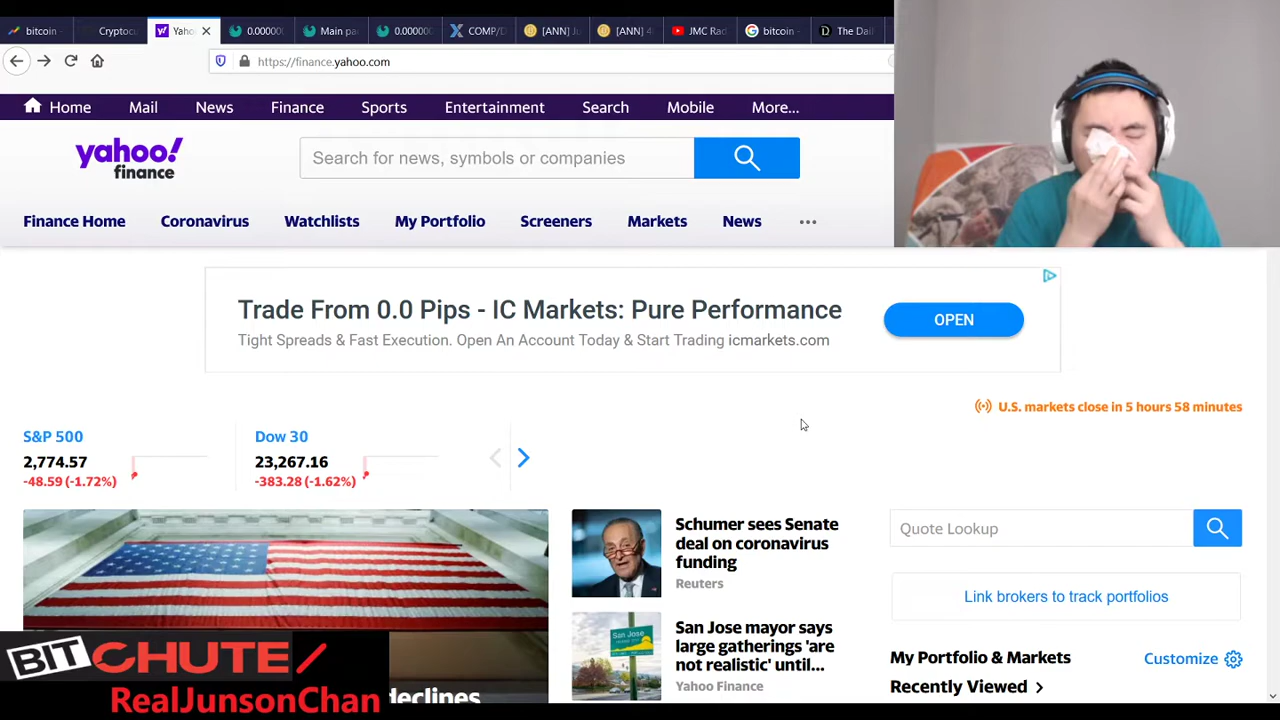 bitcoin
Cryptocu
Yaho
0.00000
Main pa
0.00000
COMP/D
[ANN] Ju
[ANN] 4
JMC Rad
bitcoin -
The Dail
https://finance.yahoo.com
Home Mail News Finance Sports Entertainment Search Mobile More...
yahoo!
finance
Search for news, symbols or companies
Finance Home Coronavirus Watchlists My Portfolio Screeners Markets News
Trade From 0.0 Pips - IC Markets: Pure Performance
Tight Spreads & Fast Execution. Open An Account Today & Start Trading icmarkets.com
OPEN
U.S. markets close in 5 hours 58 minutes
S&P 500
2,774.57
-48.59 (-1.72%)
Dow 30
23,267.16
-383.28 (-1.62%)
Schumer sees Senate
deal on coronavirus
funding
Reuters
San Jose
San Jose mayor says
large gatherings 'are
not realistic' until...
Yahoo Finance
Quote Lookup
Link brokers to track portfolios
My Portfolio & Markets
Customize
Recently Viewed
declines
BITCHUTE/
RealJunsonChan